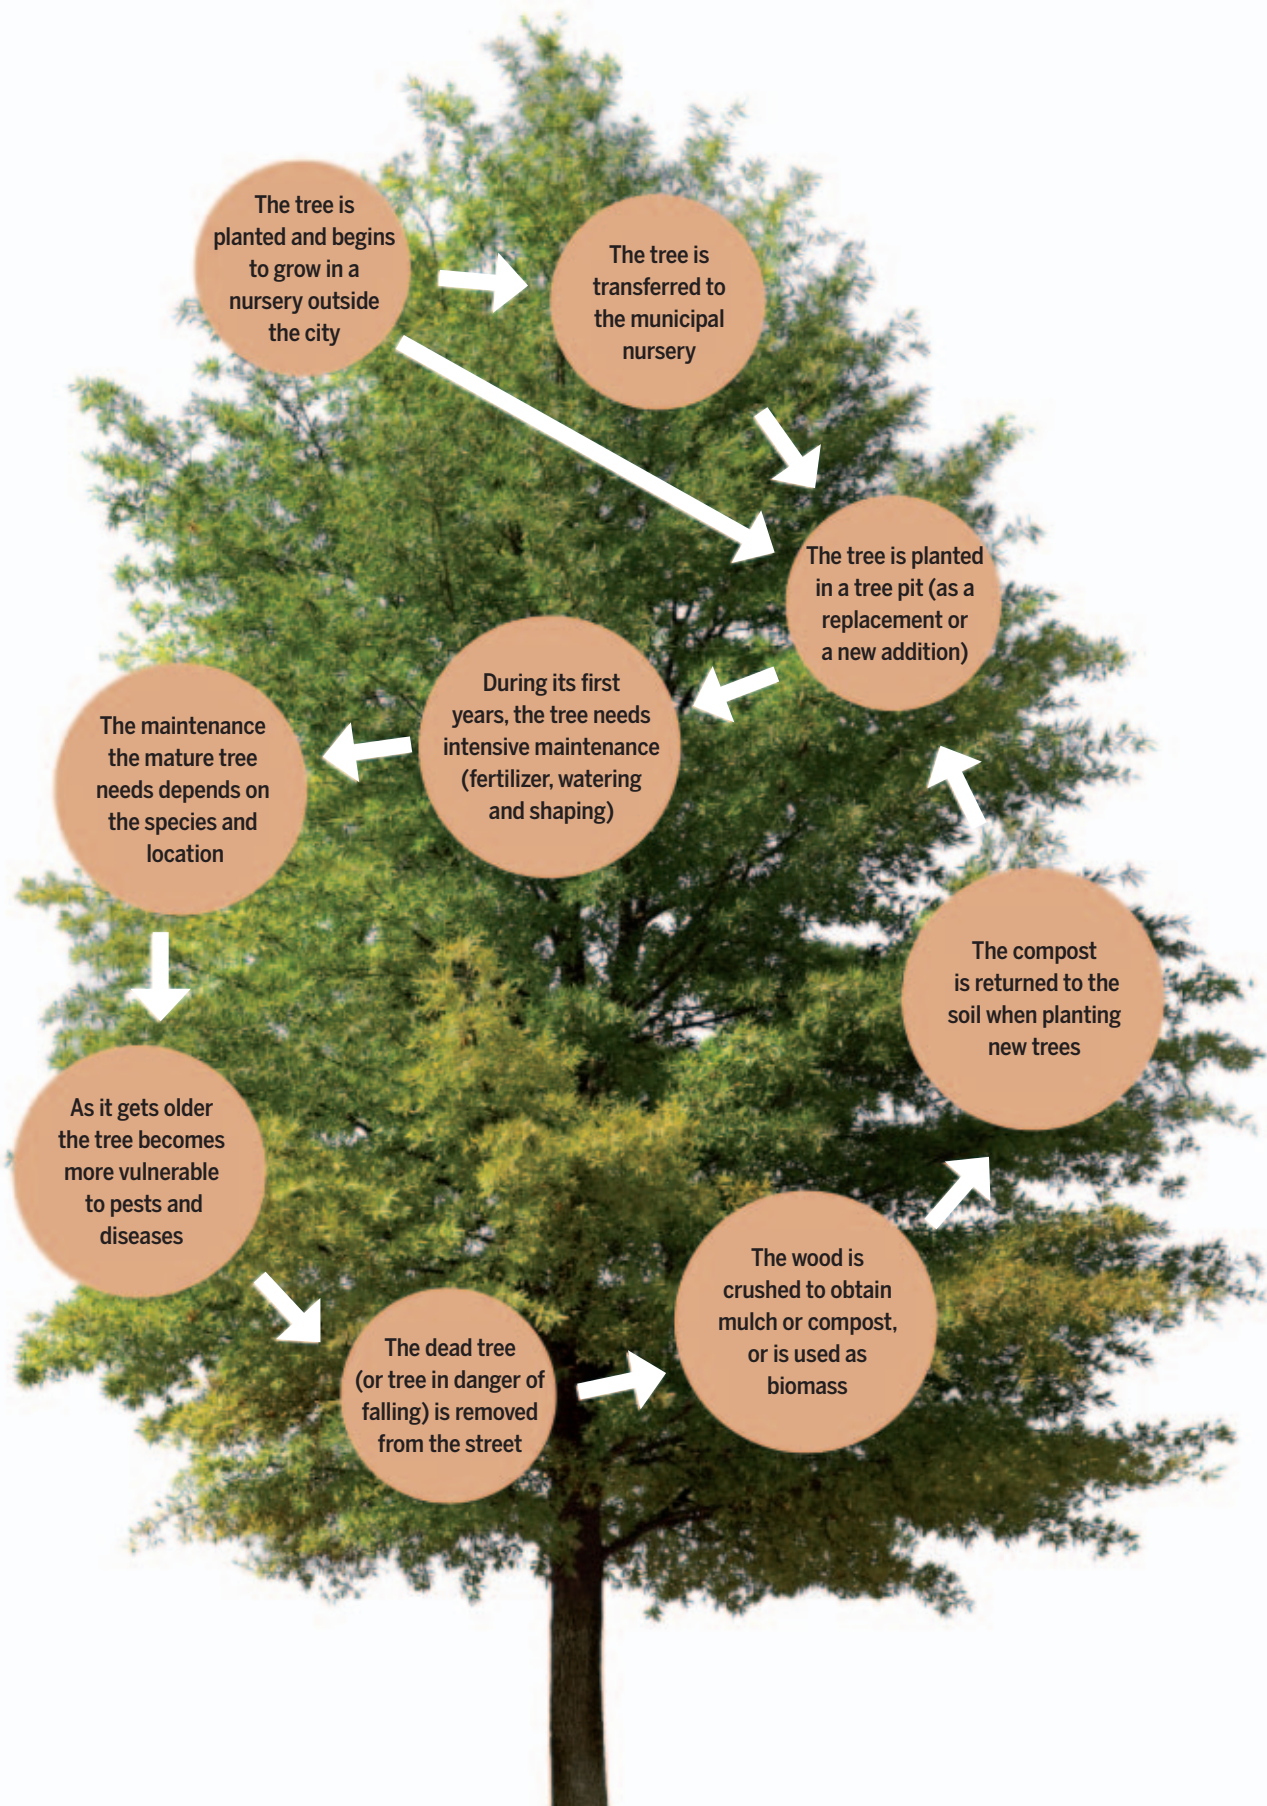 The tree is
planted and begins
to grow in a
nursery outside
the city
The tree is
transferred to
the municipal
nursery
The tree is planted
in a tree pit (as a
replacement or
a new addition)
During its first
years, the tree needs
intensive maintenance
(fertilizer, watering
and shaping)
The maintenance
the mature tree
needs depends on
the species and
location
As it gets older
the tree becomes
more vulnerable
to pests and
diseases
The dead tree
(or tree in danger of
falling) is removed
from the street
The wood is
crushed to obtain
mulch or compost,
or is used as
biomass
The compost
is returned to the
soil when planting
new trees